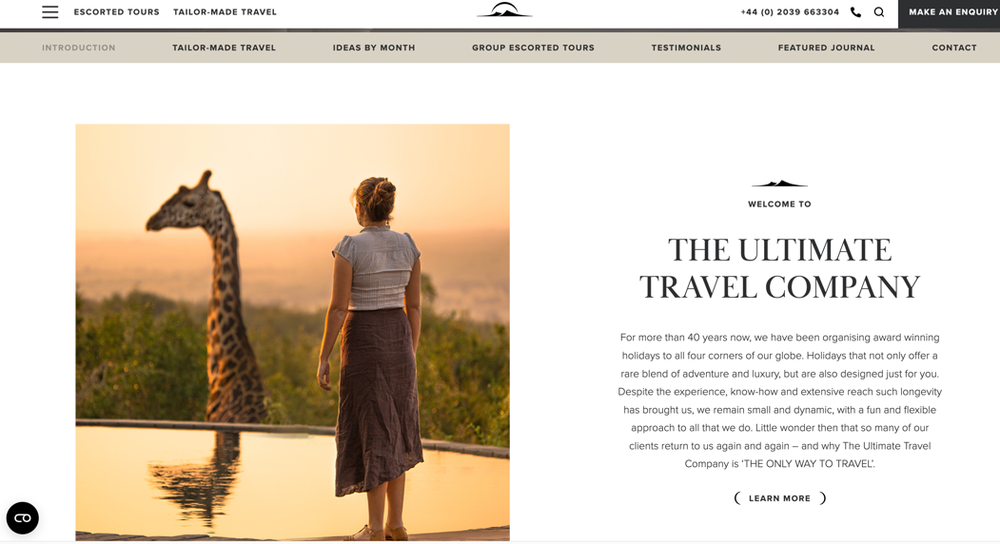 ESCORTED TOURS TAILOR-MADE TRAVEL +44 (0) 2039 663304 MAKE AN ENQUIRY
INTRODUCTION TAILOR-MADE TRAVEL IDEAS BY MONTH GROUP ESCORTED TOURS TESTIMONIALS FEATURED JOURNAL CONTACT
WELCOME TO
THE ULTIMATE
TRAVEL COMPANY
For more than 40 years now, we have been organising award winning
holidays to all four corners of our globe. Holidays that not only offer a
rare blend of adventure and luxury, but are also designed just for you.
Despite the experience, know-how and extensive reach such longevity
has brought us, we remain small and dynamic, with a fun and flexible
approach to all that we do. Little wonder then that so many of our
clients return to us again and again – and why The Ultimate Travel
Company is ‘THE ONLY WAY TO TRAVEL’.
LEARN MORE